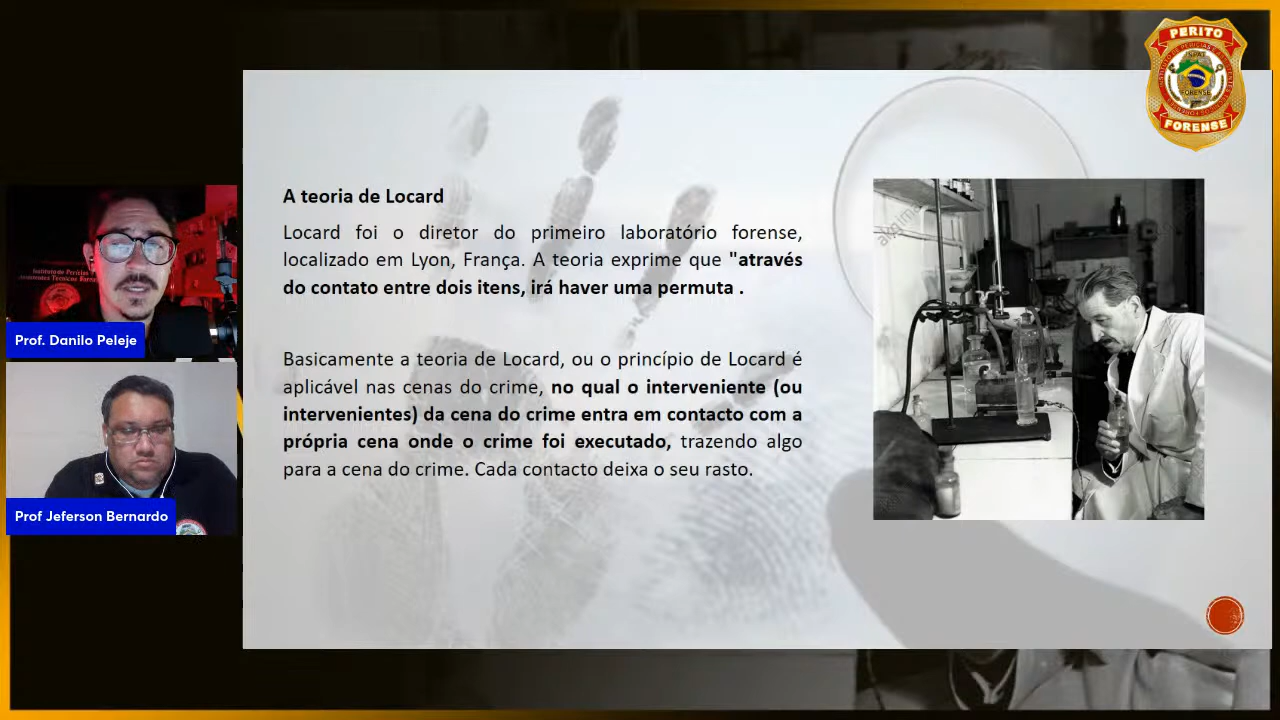 PERITO
FORENSE
A teoria de Locard
Locard foi o diretor do primeiro laboratório forense,
localizado em Lyon, França. A teoria exprime que "através
do contato entre dois itens, irá haver uma permuta .
Basicamente a teoria de Locard, ou o princípio de Locard é
aplicável nas cenas do crime, no qual o interveniente (ou
intervenientes) da cena do crime entra em contacto com a
própria cena onde o crime foi executado, trazendo algo
para a cena do crime. Cada contacto deixa o seu rasto.
Prof. Danilo Peleje
Prof Jeferson Bernardo